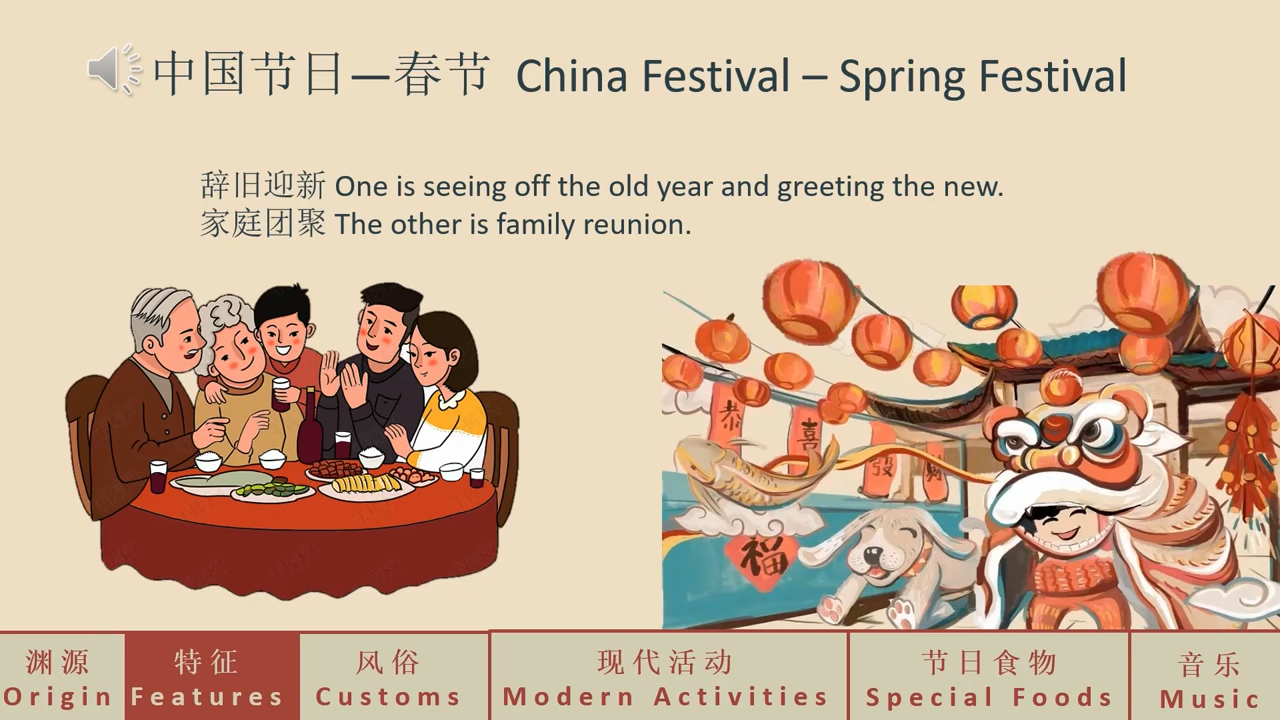 中国节日—春节 China Festival – Spring Festival
辞旧迎新 One is seeing off the old year and greeting the new.
家庭团聚 The other is family reunion.
恭
喜
發
财
福
渊源
Origin
特征
Features
风俗
Customs
现代活动
Modern Activities
节日食物
Special Foods
音乐
Music